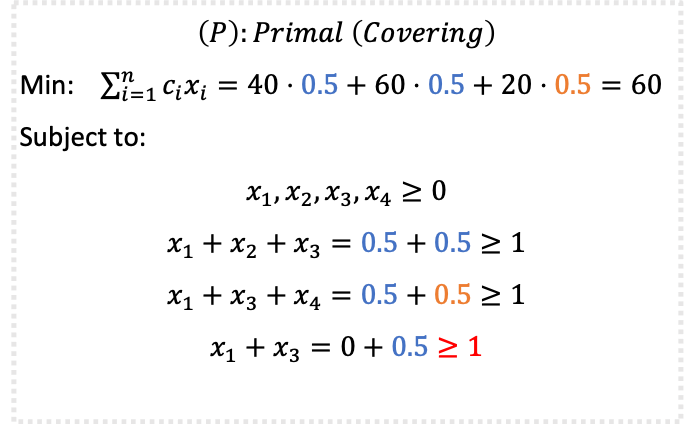 (P): Primal (Covering)
Min: ∑ⁿᵢ₌₁ cᵢxᵢ = 40 · 0.5 + 60 · 0.5 + 20 · 0.5 = 60
Subject to:
x₁, x₂, x₃, x₄ ≥ 0
x₁ + x₂ + x₃ = 0.5 + 0.5 ≥ 1
x₁ + x₃ + x₄ = 0.5 + 0.5 ≥ 1
x₁ + x₃ = 0 + 0.5 ≥ 1